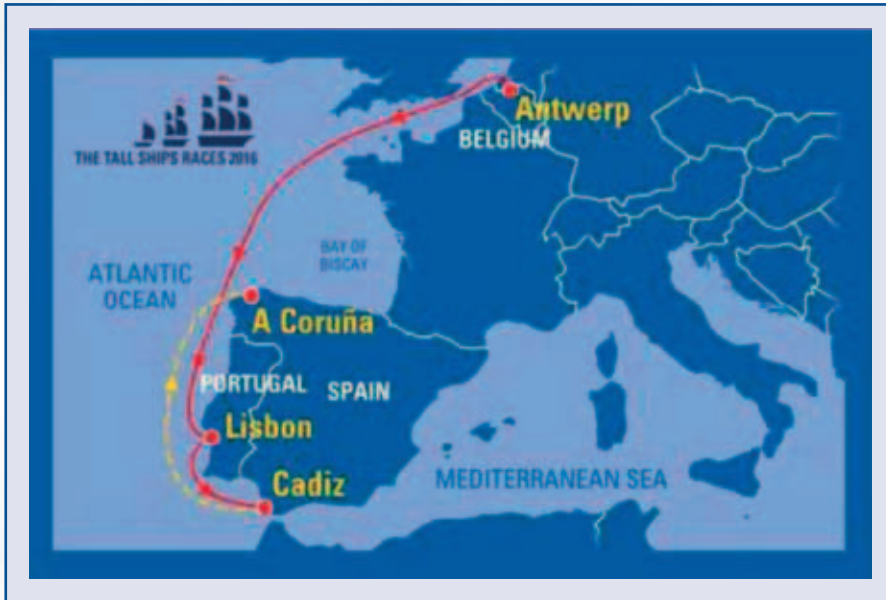 Antwerp
BELGIUM
THE TALL SHIPS RACES 2016
BAY OF
BISCAY
ATLANTIC
OCEAN
A Coruña
PORTUGAL
SPAIN
Lisbon
Cadiz
MEDITERRANEAN SEA